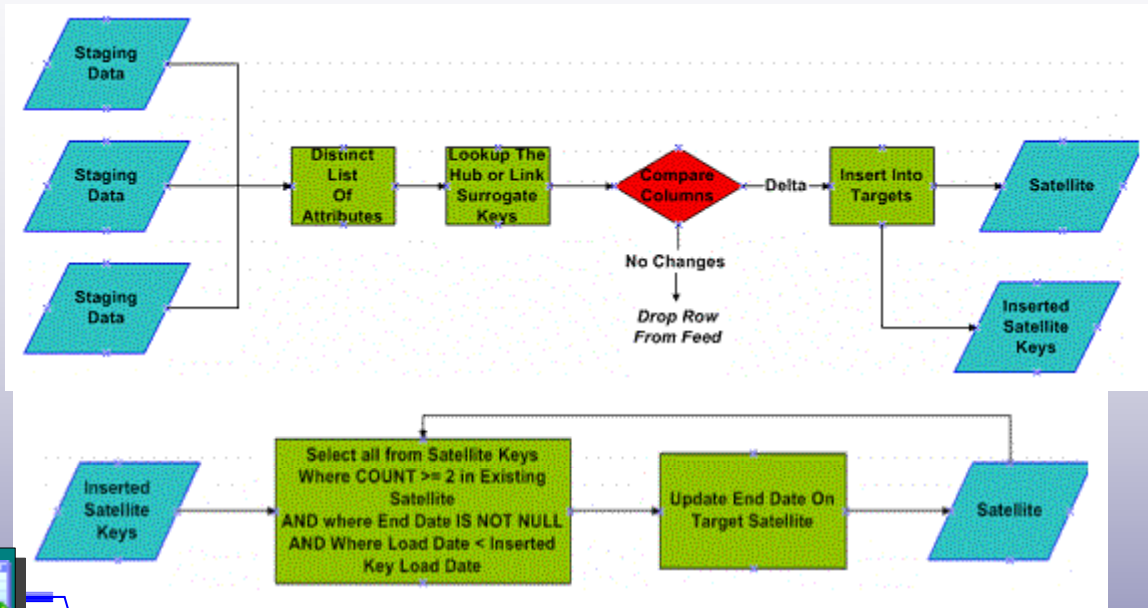 Staging
Data
Staging
Data
Staging
Data
Distinct
List
Of
Attributes
Lookup The
Hub or Link
Surrogate
Keys
Compare
Columns
Delta
No Changes
Drop Row
From Feed
Insert Into
Targets
Satellite
Inserted
Satellite
Keys
Inserted
Satellite
Keys
Select all from Satellite Keys
Where COUNT >= 2 in Existing
Satellite
AND where End Date IS NOT NULL
AND Where Load Date < Inserted
Key Load Date
Update End Date On
Target Satellite
Satellite